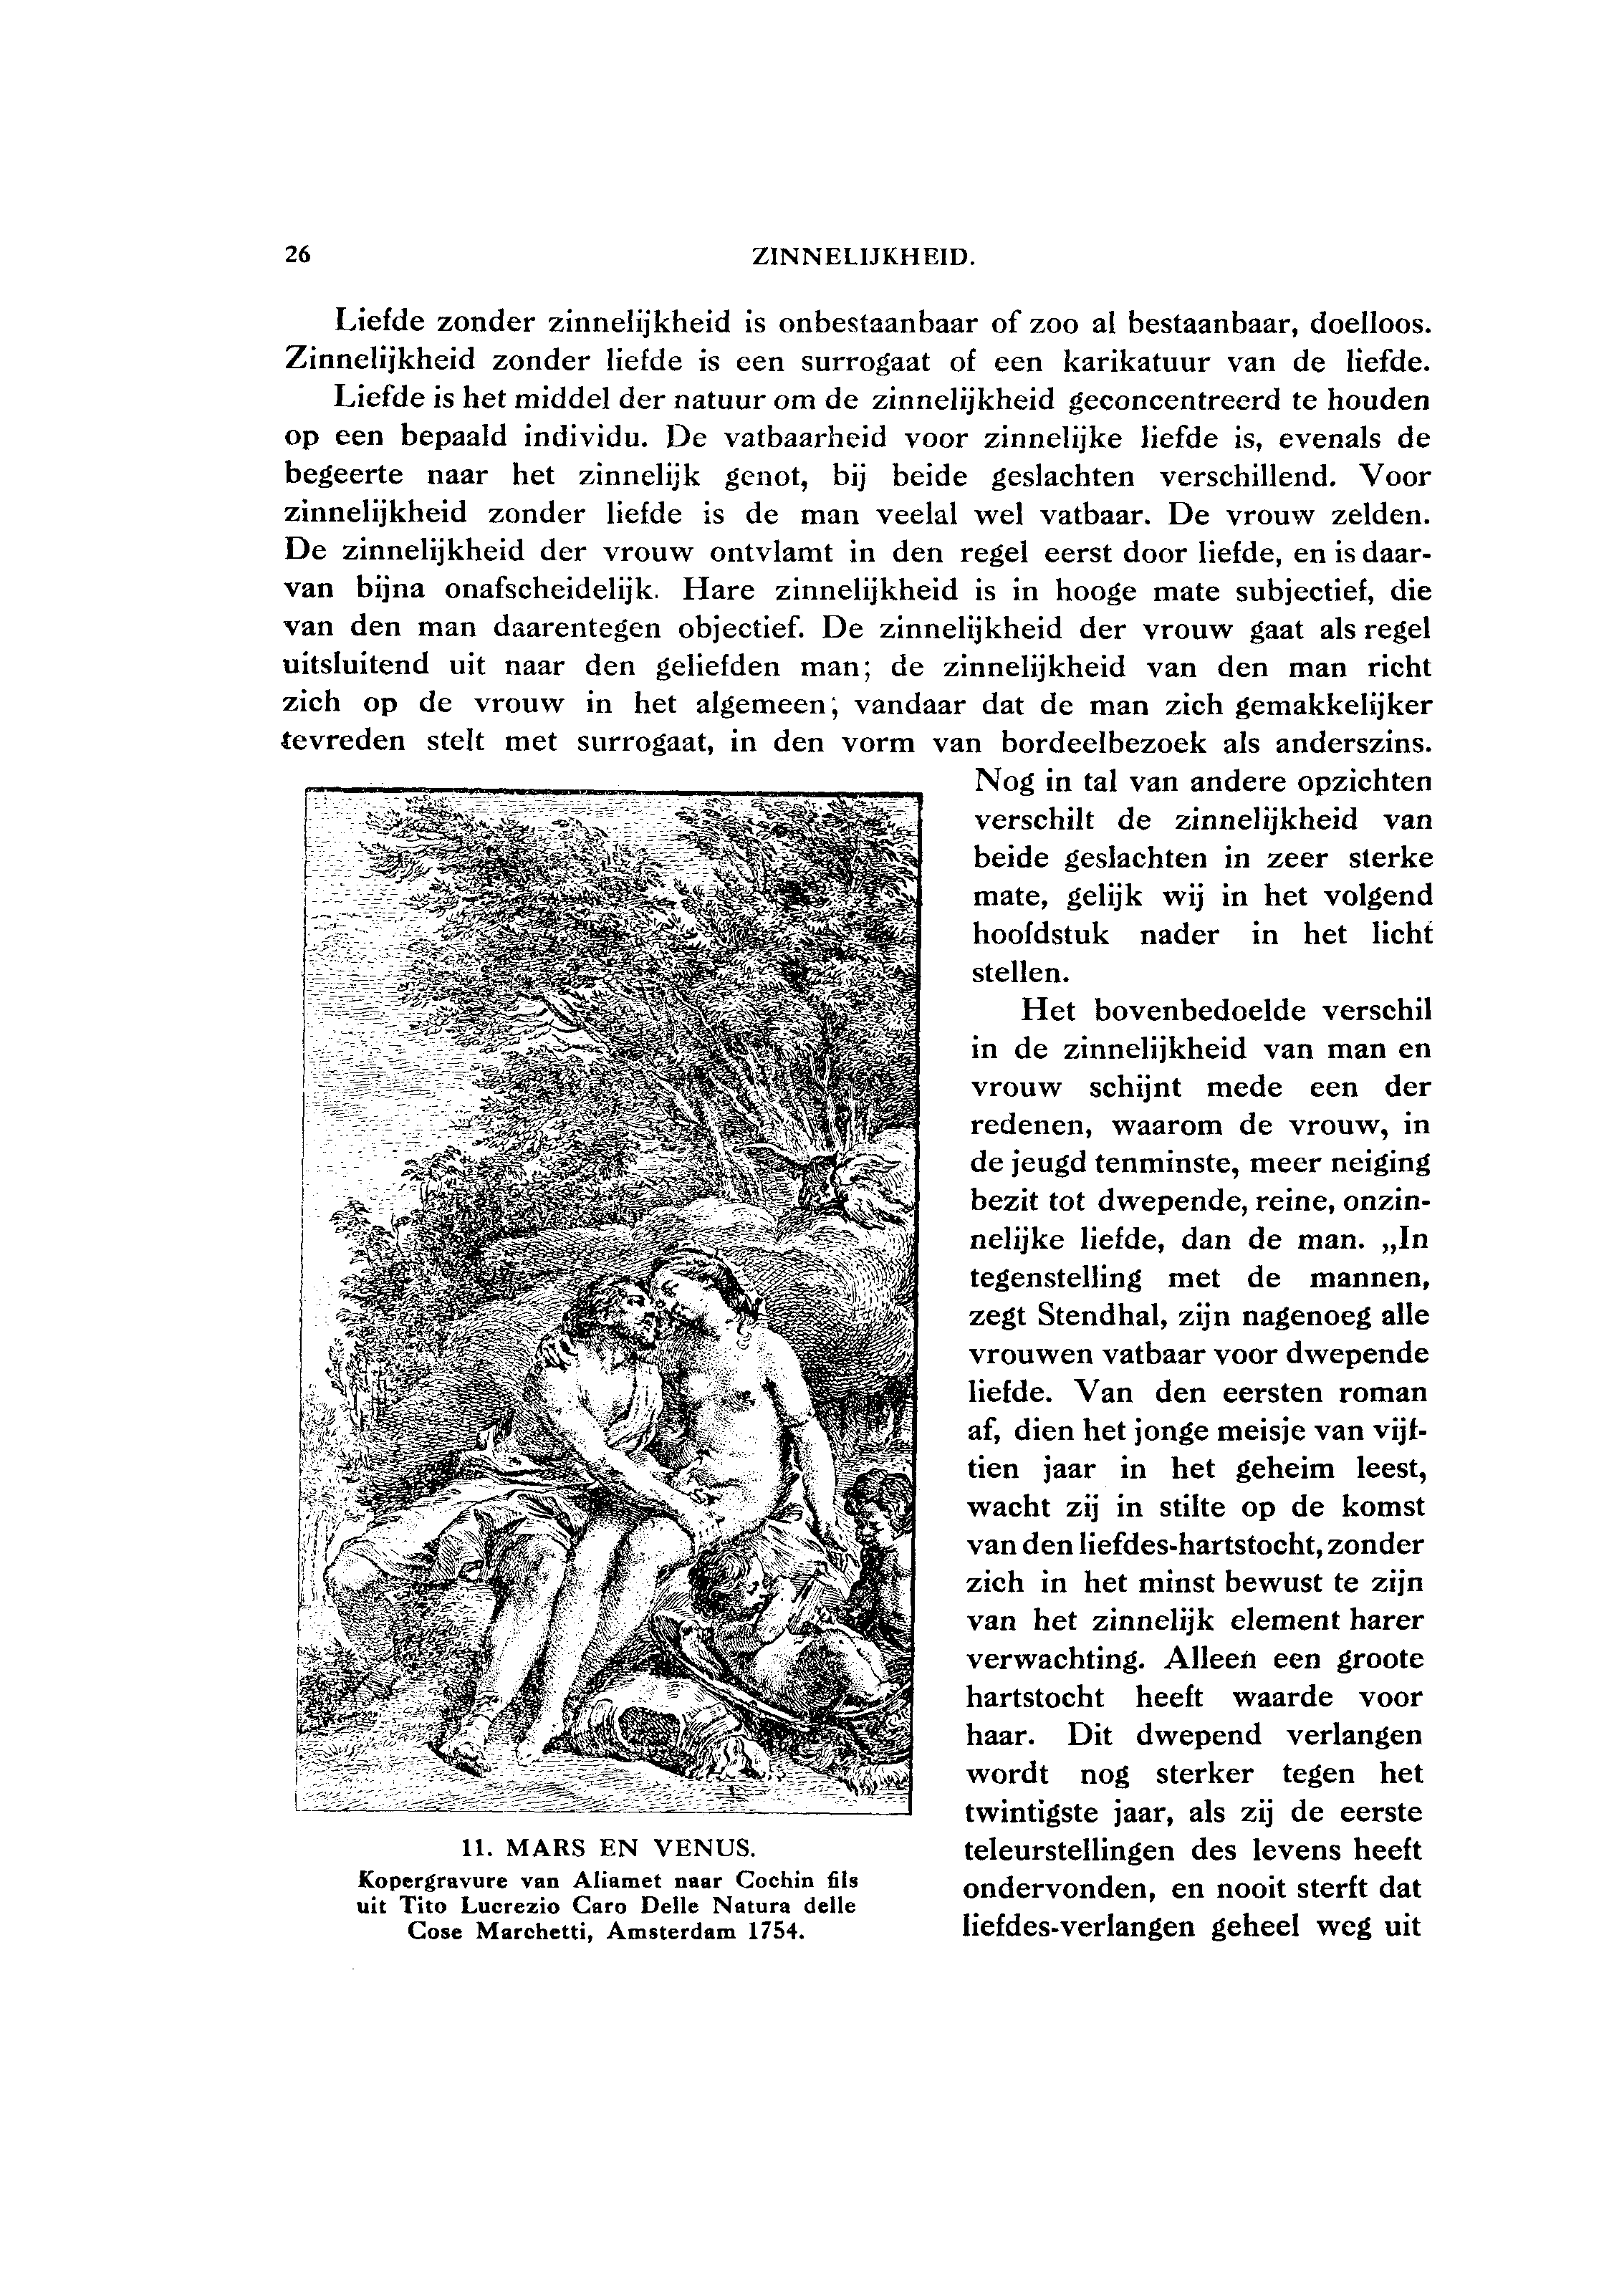 26
ZINNELIJKHEID.
Liefde zonder zinnelijkheid is onbestaanbaar of zoo al bestaanbaar, doelloos.
Zinnelijkheid zonder liefde is een surrogaat of een karikatuur van de liefde.
Liefde is het middel der natuur om de zinnelijkheid geconcentreerd te houden
op een bepaald individu. De vatbaarheid voor zinnelijke liefde is, evenals de
begeerte naar het zinnelijk genot, bij beide geslachten verschillend. Voor
zinnelijkheid zonder liefde is de man veelal wel vatbaar. De vrouw zelden.
De zinnelijkheid der vrouw ontvlamt in den regel eerst door liefde, en is daar-
van bijna onafscheidelijk. Hare zinnelijkheid is in hooge mate subjectief, die
van den man daarentegen objectief. De zinnelijkheid der vrouw gaat als regel
uitsluitend uit naar den geliefden man; de zinnelijkheid van den man richt
zich op de vrouw in het algemeen; vandaar dat de man zich gemakkelijker
tevreden stelt met surrogaat, in den vorm van bordeelbezoek als anderszins.
Nog in tal van andere opzichten
verschilt de zinnelijkheid van
beide geslachten in zeer sterke
mate, gelijk wij in het volgend
hoofdstuk nader in het licht
stellen.
Het bovenbedoelde verschil
in de zinnelijkheid van man en
vrouw schijnt mede een der
redenen, waarom de vrouw, in
de jeugd tenminste, meer neiging
bezit tot dwepende, reine, onzin-
nelijke liefde, dan de man. „In
tegenstelling met de mannen,
zegt Stendhal, zijn nagenoeg alle
vrouwen vatbaar voor dwepende
liefde. Van den eersten roman
af, dien het jonge meisje van vijf-
tien jaar in het geheim leest,
wacht zij in stilte op de komst
van den liefdes-hartstocht, zonder
zich in het minst bewust te zijn
van het zinnelijk element harer
verwachting. Alleen een groote
hartstocht heeft waarde voor
haar. Dit dwepend verlangen
wordt nog sterker tegen het
twintigste jaar, als zij de eerste
teleurstellingen des levens heeft
ondervonden, en nooit sterft dat
liefdes-verlangen geheel weg uit
11. MARS EN VENUS.
Kopergravure van Aliamet naar Cochin fils
uit Tito Lucrezio Caro Delle Natura delle
Cose Marchetti, Amsterdam 1754.